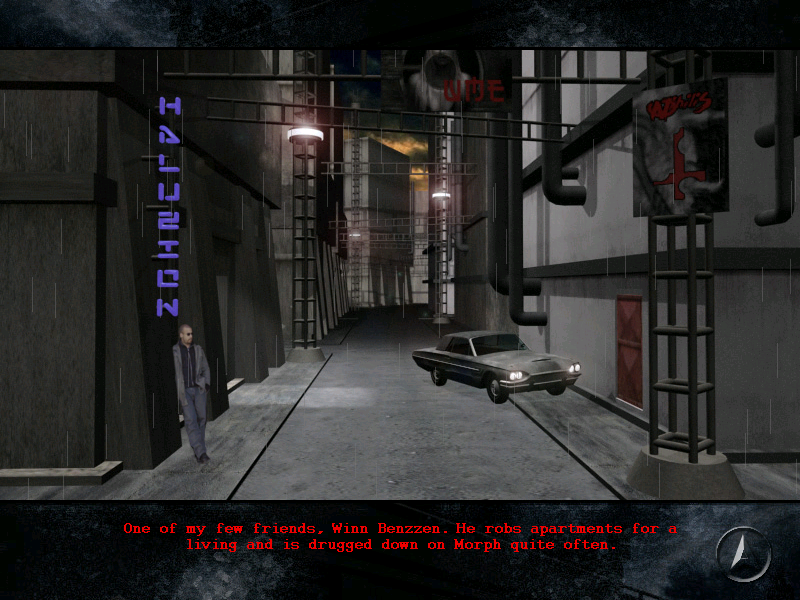 NME
One of my few friends, Winn Benzzen. He robs apartments for a
living and is drugged down on Morph quite often.